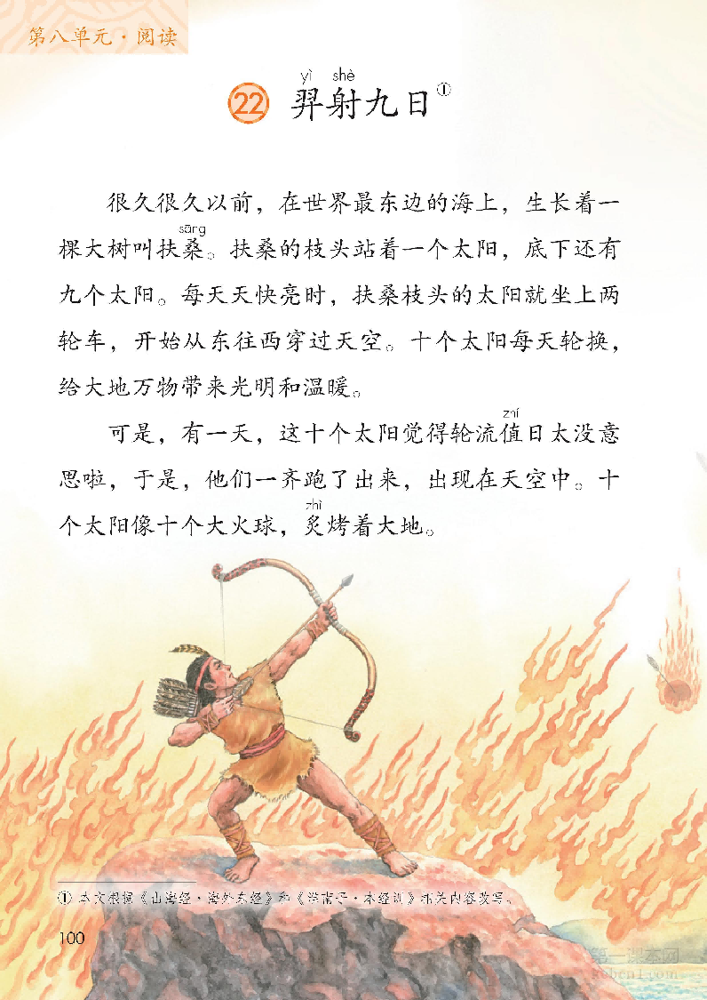 第八单元·阅读
yì shè
22 羿射九日①
很久很久以前，在世界最东边的海上，生长着一
sāng
棵大树叫扶桑。扶桑的枝头站着一个太阳，底下还有
九个太阳。每天天快亮时，扶桑枝头的太阳就坐上两
轮车，开始从东往西穿过天空。十个太阳每天轮换，
给大地万物带来光明和温暖。
zhí
可是，有一天，这十个太阳觉得轮流值日太没意
思啦，于是，他们一齐跑了出来，出现在天空中。十
zhì
个太阳像十个大火球，炙烤着大地。
① 本文根据《山海经·海外东经》和《淮南子·本经训》相关内容改写。
100
第一课本网
keben1.com